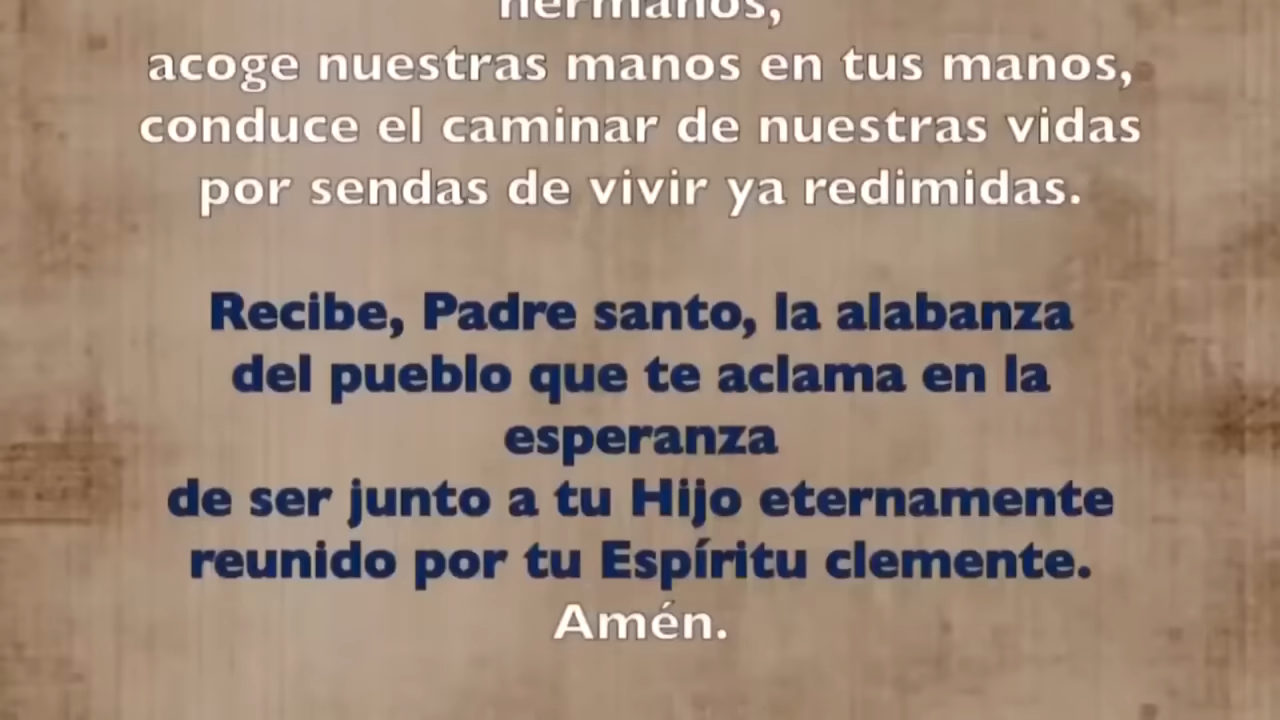 hermanos,
acoge nuestras manos en tus manos,
conduce el caminar de nuestras vidas
por sendas de vivir ya redimidas.
Recibe, Padre santo, la alabanza
del pueblo que te aclama en la
esperanza
de ser junto a tu Hijo eternamente
reunido por tu Espíritu clemente.
Amén.